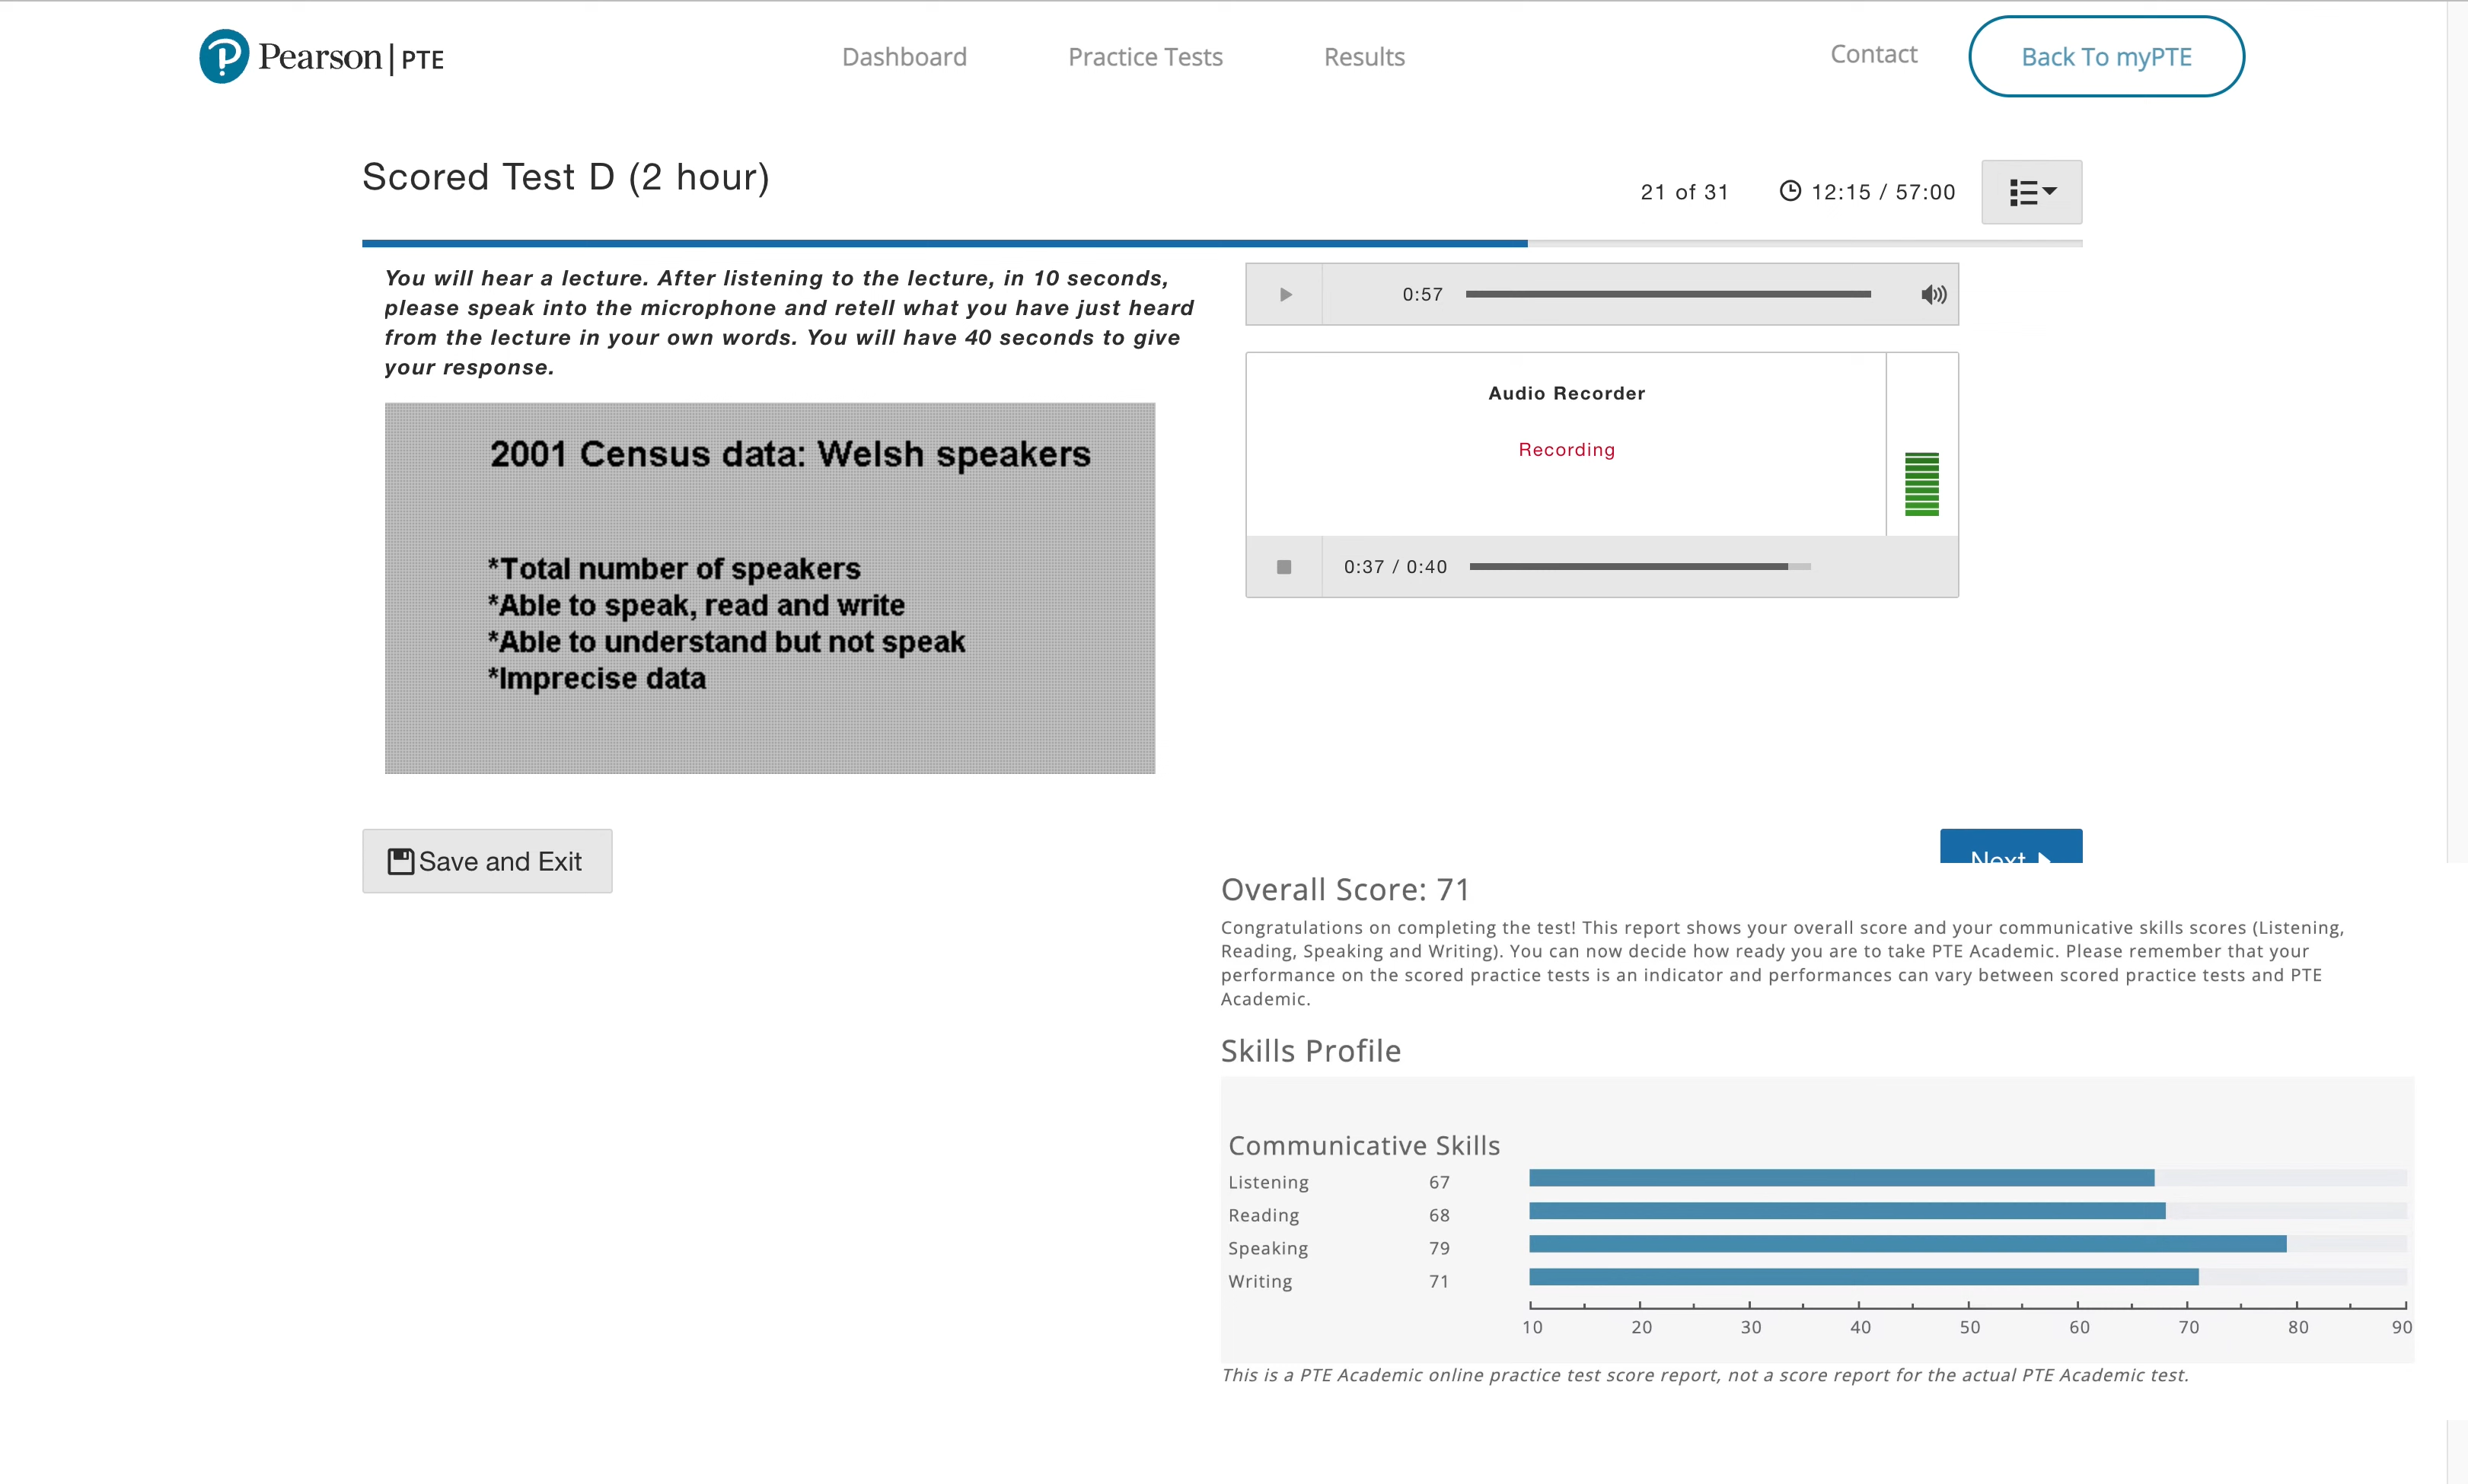 Pearson | PTE
Dashboard
Practice Tests
Results
Contact
Back To myPTE
Scored Test D (2 hour)
21 of 31
12:15 / 57:00
You will hear a lecture. After listening to the lecture, in 10 seconds,
please speak into the microphone and retell what you have just heard
from the lecture in your own words. You will have 40 seconds to give
your response.
0:57
Audio Recorder
Recording
0:37 / 0:40
2001 Census data: Welsh speakers
*Total number of speakers
*Able to speak, read and write
*Able to understand but not speak
*Imprecise data
Save and Exit
Next
Overall Score: 71
Congratulations on completing the test! This report shows your overall score and your communicative skills scores (Listening,
Reading, Speaking and Writing). You can now decide how ready you are to take PTE Academic. Please remember that your
performance on the scored practice tests is an indicator and performances can vary between scored practice tests and PTE
Academic.
Skills Profile
Communicative Skills
Listening 67
Reading 68
Speaking 79
Writing 71
10 20 30 40 50 60 70 80 90
This is a PTE Academic online practice test score report, not a score report for the actual PTE Academic test.